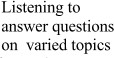 Listening to
answer questions
on varied topics